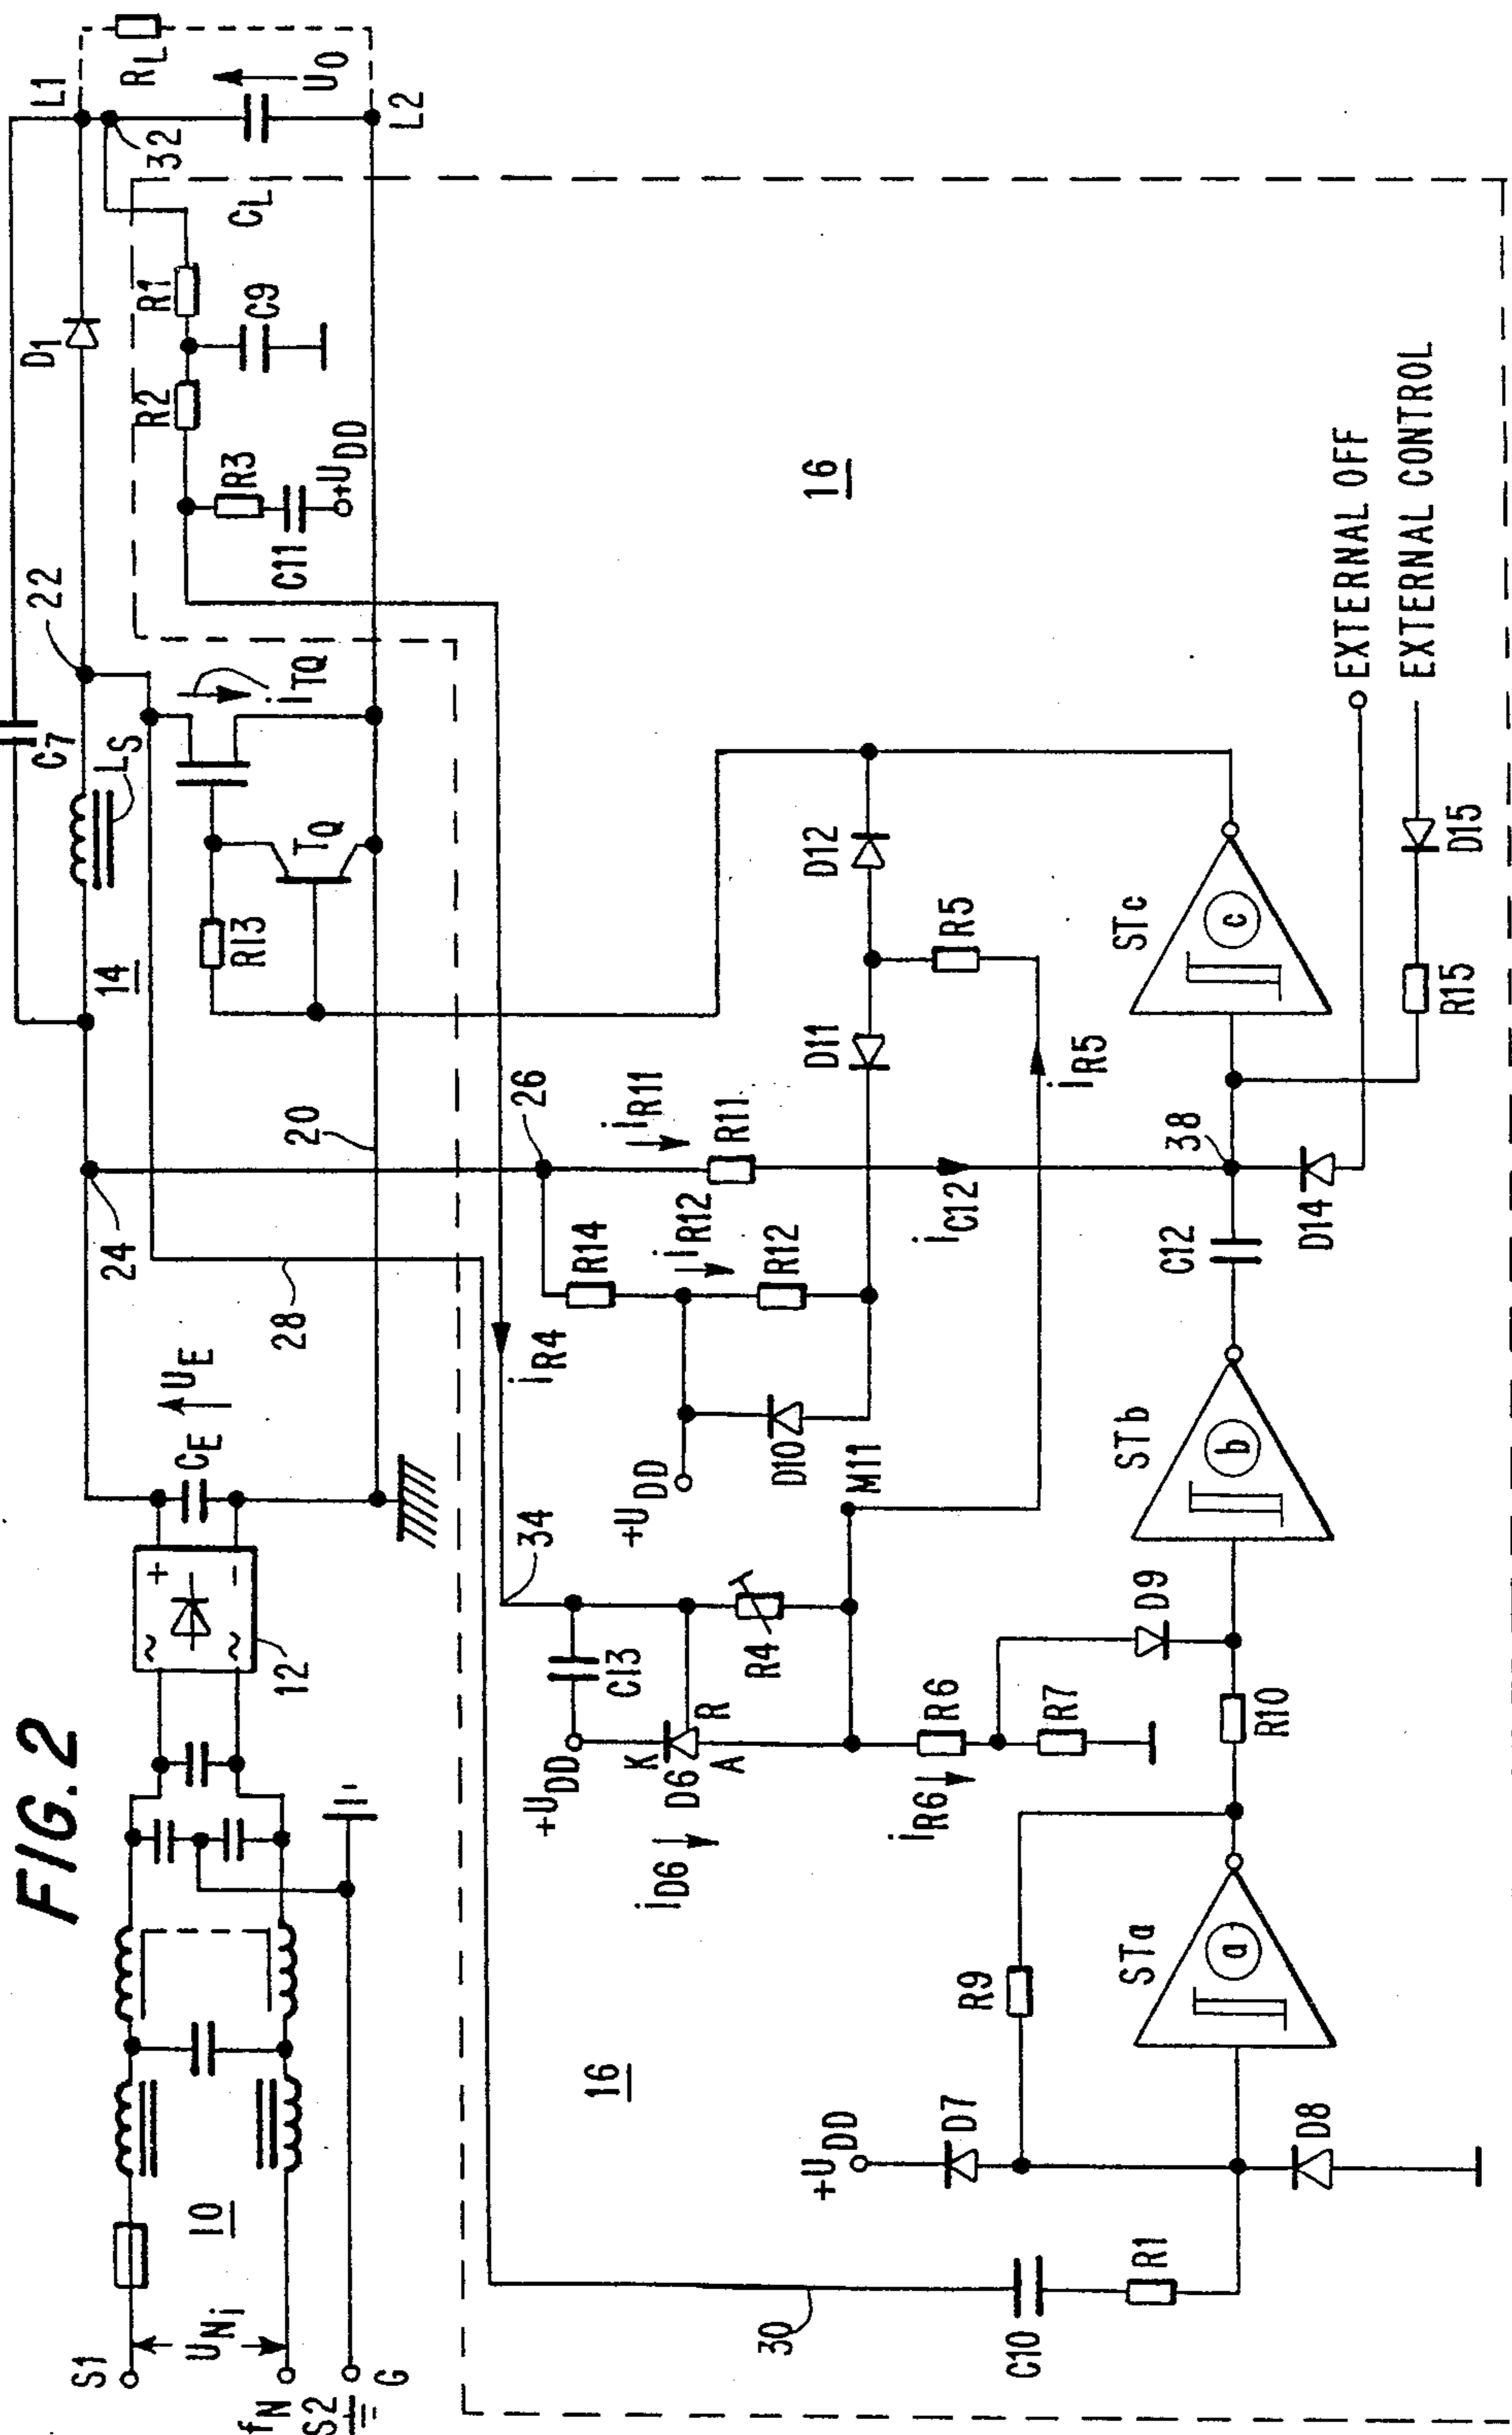 FIG. 2
S1
U_Ni
f_N
S2
G
10
12
C_E
U_E
24
14
C7
L_S
22
D1
L1
R_L
32
U_O
L2
C_L
R1
C9
R2
R3
C11
+U_DD
i_TQ
T_Q
R13
20
28
i_R4
34
26
i_R11
R11
R14
i_R12
R12
i_C12
+U_DD
D10
D11
D12
R5
i_R5
16
M11
C13
+U_DD
K
D6
R
A
R4
i_D6
i_R6
R6
R7
D9
R10
16
30
C10
R1
+U_DD
D7
D8
R9
STa
a
STb
b
C12
38
D14
STc
c
R15
D15
EXTERNAL OFF
EXTERNAL CONTROL